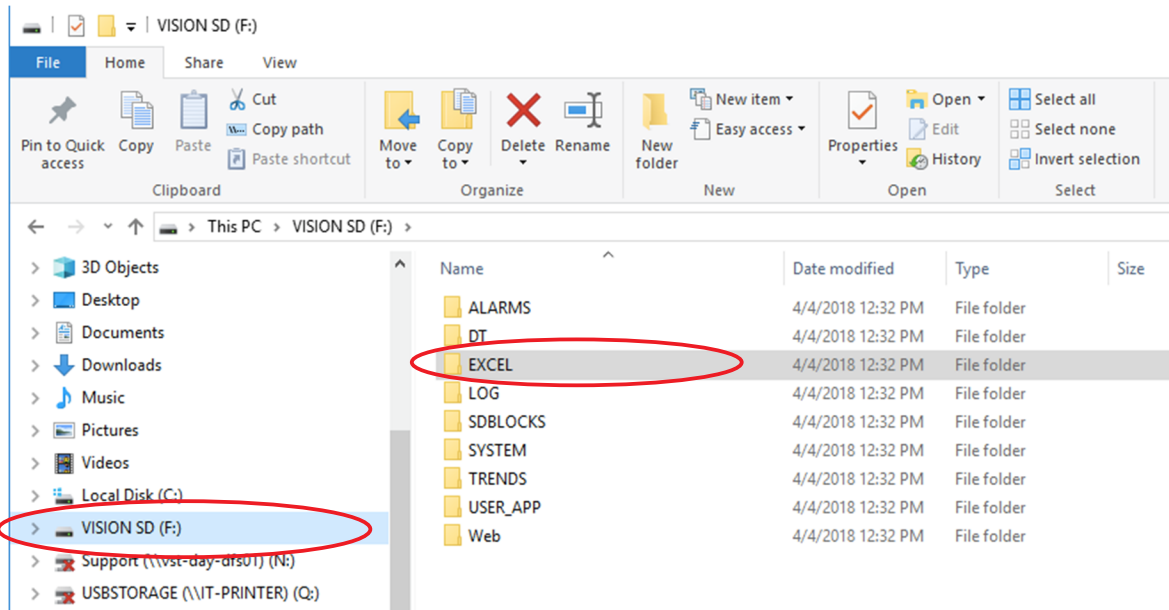 VISION SD (F:)
File Home Share View
Pin to Quick access
Copy
Paste
Cut
Copy path
Paste shortcut
Clipboard
Move to
Copy to
Delete
Rename
Organize
New folder
New item
Easy access
New
Properties
Open
Edit
History
Open
Select all
Select none
Invert selection
Select
This PC > VISION SD (F:) >
3D Objects
Desktop
Documents
Downloads
Music
Pictures
Videos
Local Disk (C:)
VISION SD (F:)
Support (\\vst-day-dfs01) (N:)
USBSTORAGE (\\IT-PRINTER) (Q:)
Name Date modified Type Size
ALARMS 4/4/2018 12:32 PM File folder
DT 4/4/2018 12:32 PM File folder
EXCEL 4/4/2018 12:32 PM File folder
LOG 4/4/2018 12:32 PM File folder
SDBLOCKS 4/4/2018 12:32 PM File folder
SYSTEM 4/4/2018 12:32 PM File folder
TRENDS 4/4/2018 12:32 PM File folder
USER_APP 4/4/2018 12:32 PM File folder
Web 4/4/2018 12:32 PM File folder